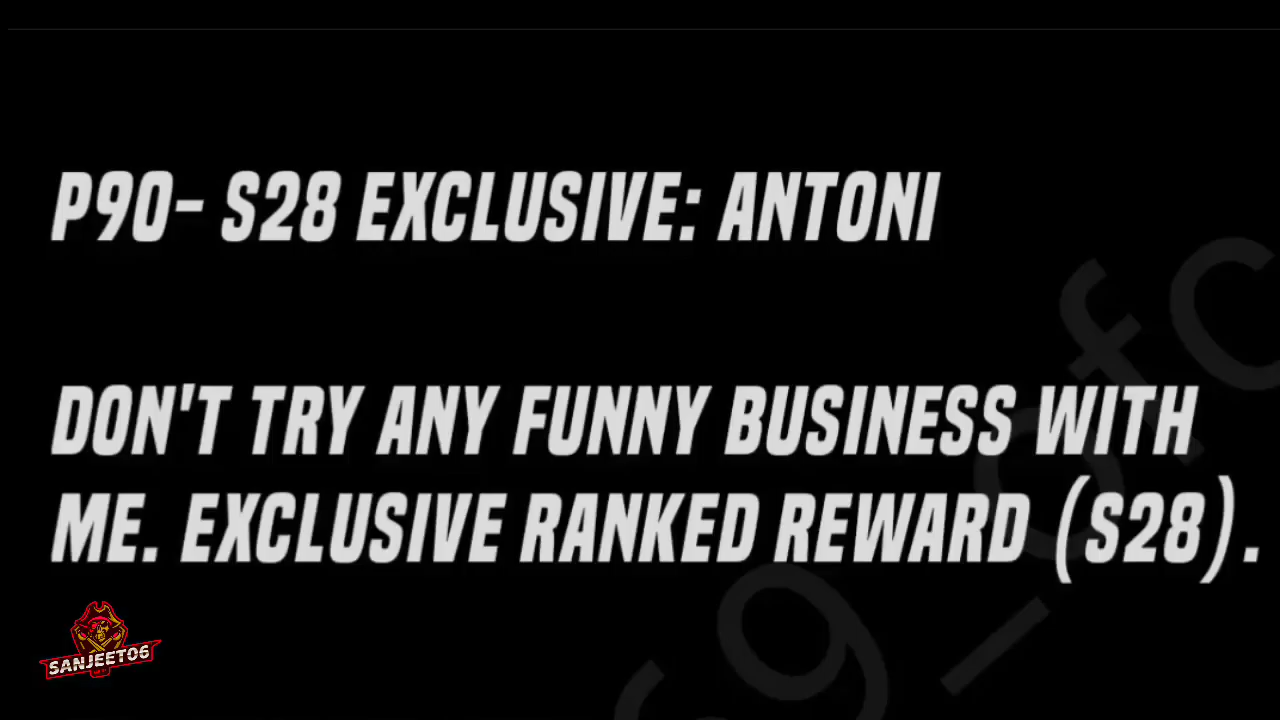 P90- S28 EXCLUSIVE: ANTONI
DON'T TRY ANY FUNNY BUSINESS WITH
ME. EXCLUSIVE RANKED REWARD (S28).
SANJEET06